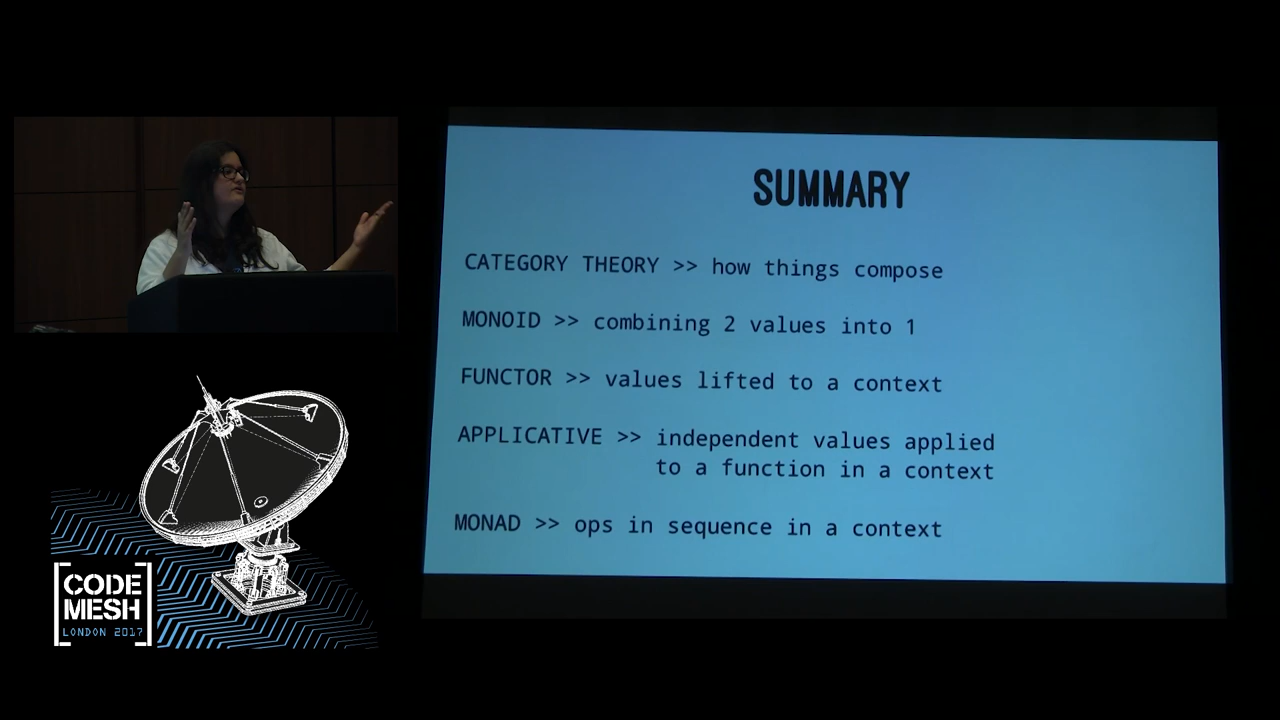 SUMMARY
CATEGORY THEORY >> how things compose
MONOID >> combining 2 values into 1
FUNCTOR >> values lifted to a context
APPLICATIVE >> independent values applied
to a function in a context
MONAD >> ops in sequence in a context
CODE
MESH
LONDON 2017